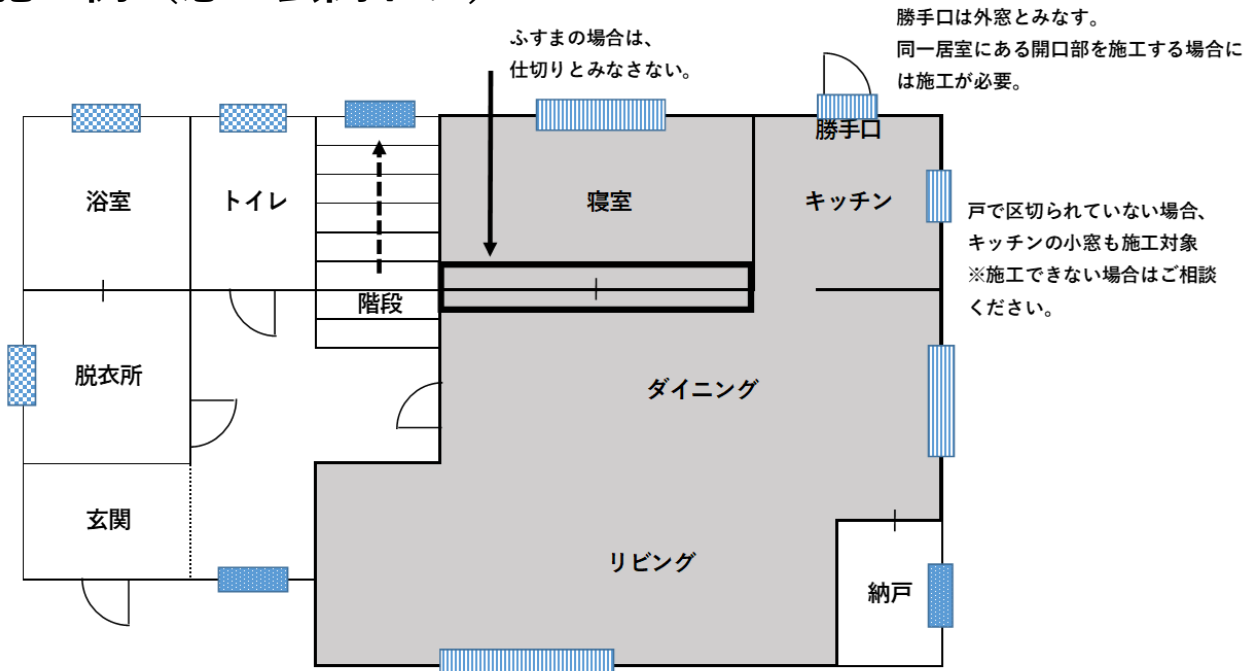 ふすまの場合は、
仕切りとみなさない。
勝手口は外窓とみなす。
同一居室にある開口部を施工する場合に
は施工が必要。
勝手口
浴室
トイレ
寝室
キッチン
戸で区切られていない場合、
キッチンの小窓も施工対象
※施工できない場合はご相談
ください。
階段
脱衣所
ダイニング
玄関
リビング
納戸